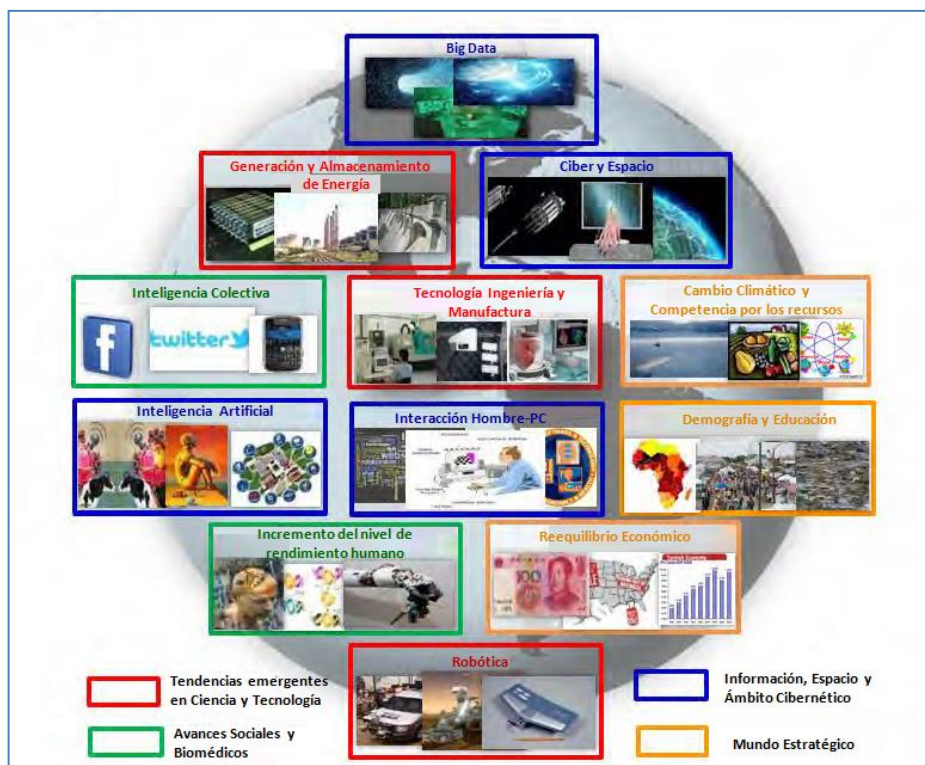 Big Data
Generación y Almacenamiento
de Energía
Ciber y Espacio
Inteligencia Colectiva
Tecnología Ingeniería y
Manufactura
Cambio Climático y
Competencia por los recursos
twitter
Inteligencia Artificial
Interacción Hombre-PC
Demografía y Educación
Incremento del nivel de
rendimiento humano
Reequilibrio Económico
100
Robótica
Tendencias emergentes
en Ciencia y Tecnología
Información, Espacio y
Ámbito Cibernético
Avances Sociales y
Biomédicos
Mundo Estratégico